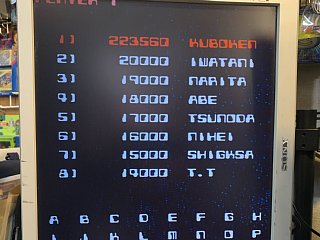 PLAYER 1
1] 223560 KUBOKEN
2] 20000 IWATANI
3] 19000 NARITA
4] 18000 ABE
5] 17000 TSUNODA
6] 16000 NIHEI
7] 15000 SHIGKSA
8] 14000 T.T
A B C D E F G H
I J K L M N O P
SONY